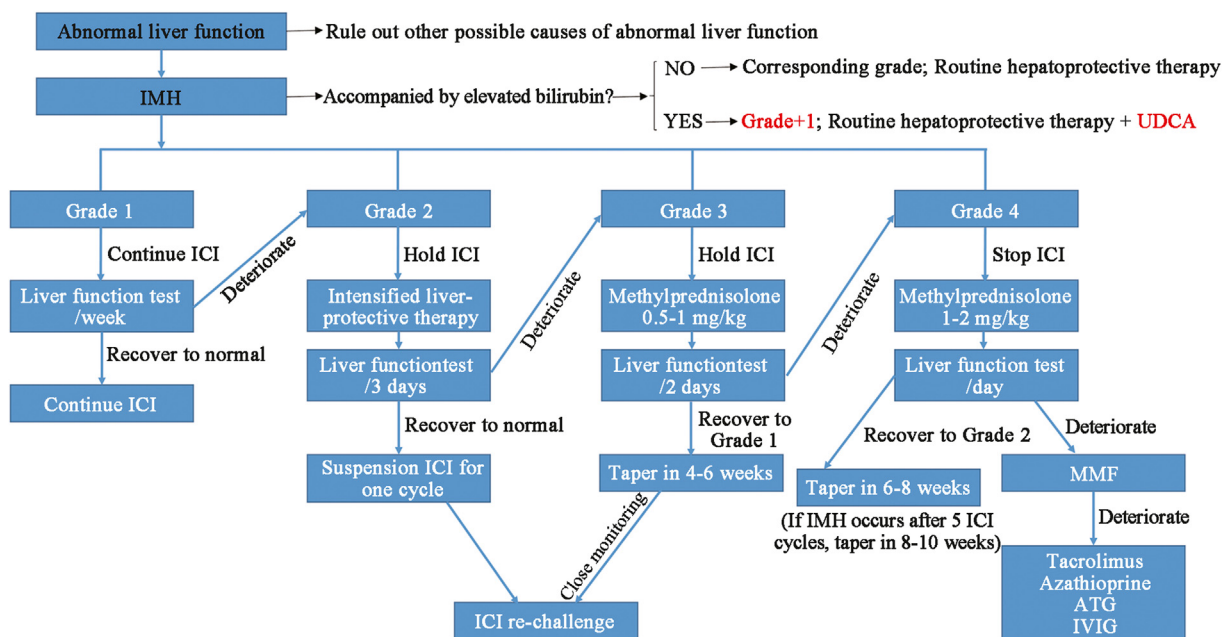 Abnormal liver function
Rule out other possible causes of abnormal liver function
IMH
Accompanied by elevated bilirubin?
NO
Corresponding grade; Routine hepatoprotective therapy
YES
Grade+1; Routine hepatoprotective therapy + UDCA
Grade 1
Grade 2
Grade 3
Grade 4
Continue ICI
Deteriorate
Hold ICI
Deteriorate
Hold ICI
Deteriorate
Stop ICI
Liver function test
/week
Intensified liver-
protective therapy
Methylprednisolone
0.5-1 mg/kg
Methylprednisolone
1-2 mg/kg
Recover to normal
Liver functiontest
/3 days
Liver functiontest
/2 days
Liver function test
/day
Continue ICI
Recover to normal
Recover to
Grade 1
Recover to Grade 2
Deteriorate
Suspension ICI for
one cycle
Taper in 4-6 weeks
Taper in 6-8 weeks
(If IMH occurs after 5 ICI
cycles, taper in 8-10 weeks)
MMF
Close monitoring
Deteriorate
ICI re-challenge
Tacrolimus
Azathioprine
ATG
IVIG